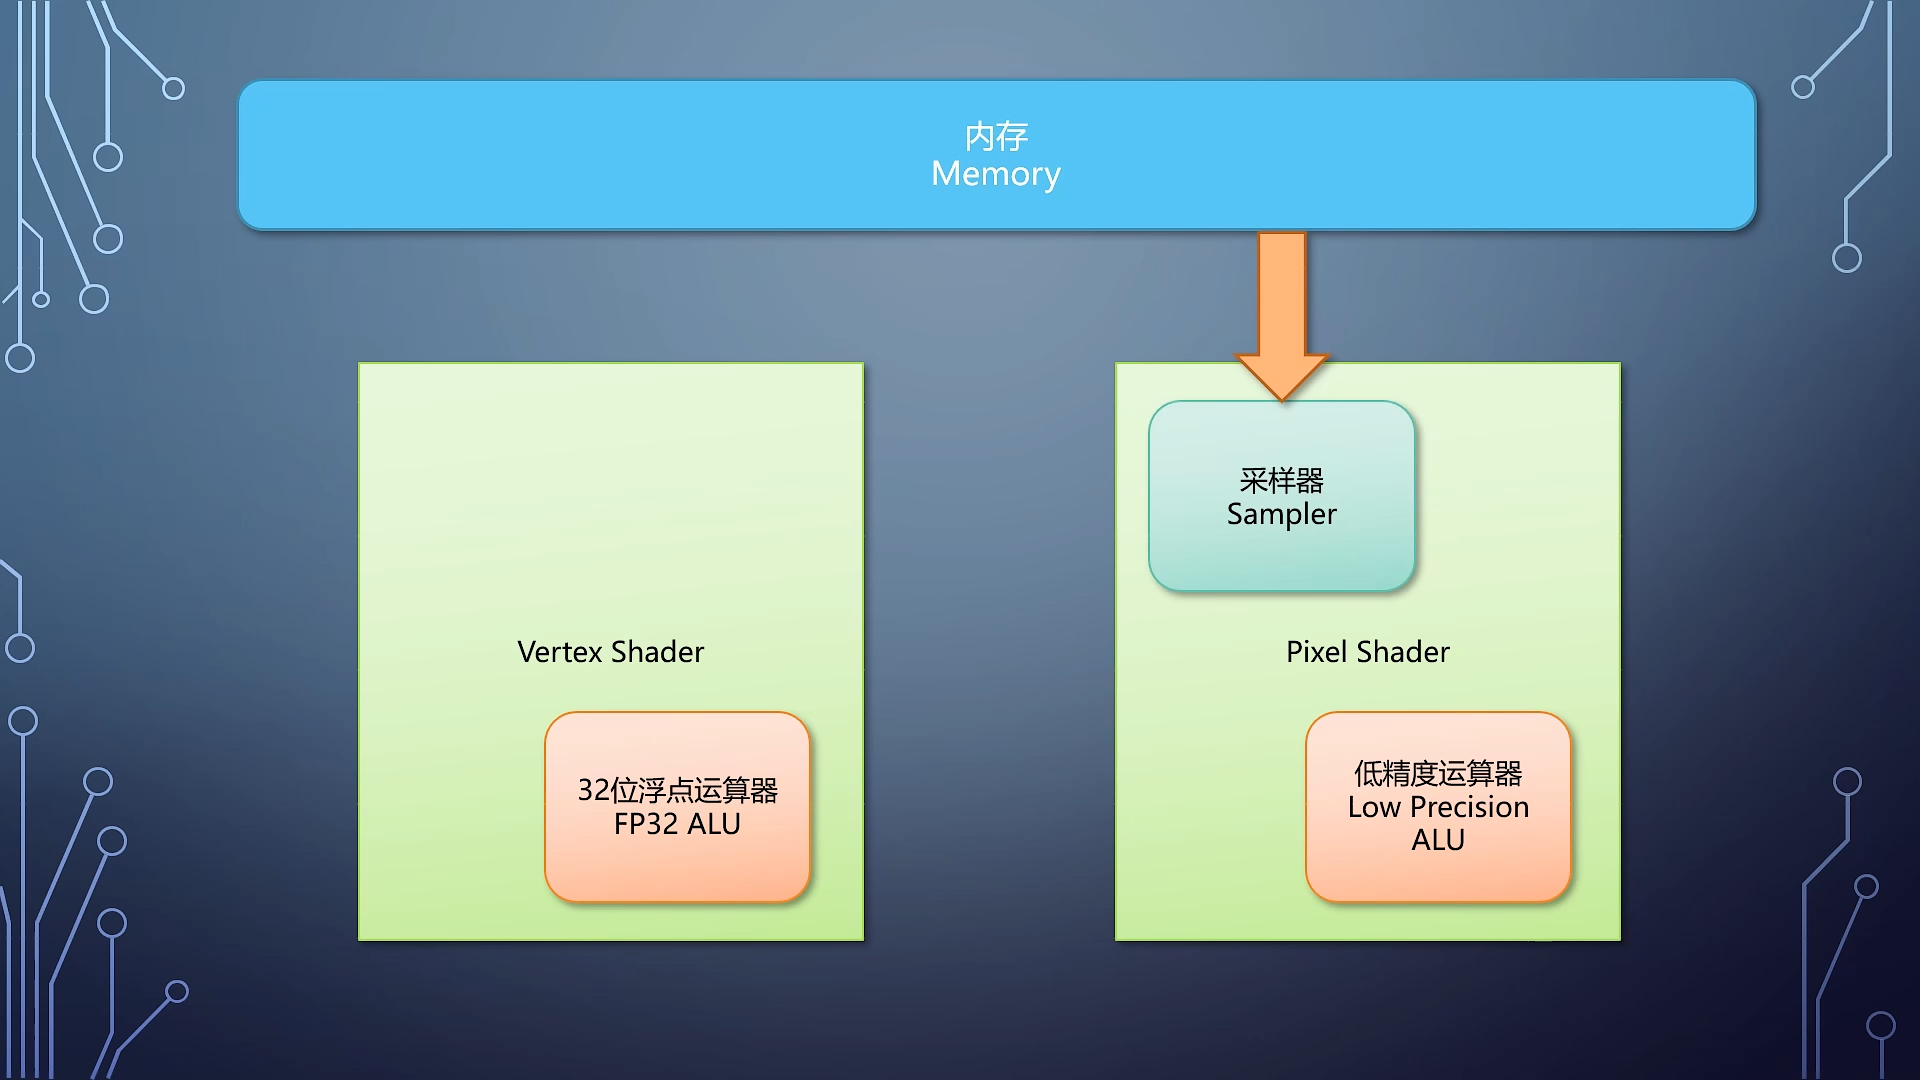 内存
Memory
采样器
Sampler
Vertex Shader
Pixel Shader
32位浮点运算器
FP32 ALU
低精度运算器
Low Precision
ALU